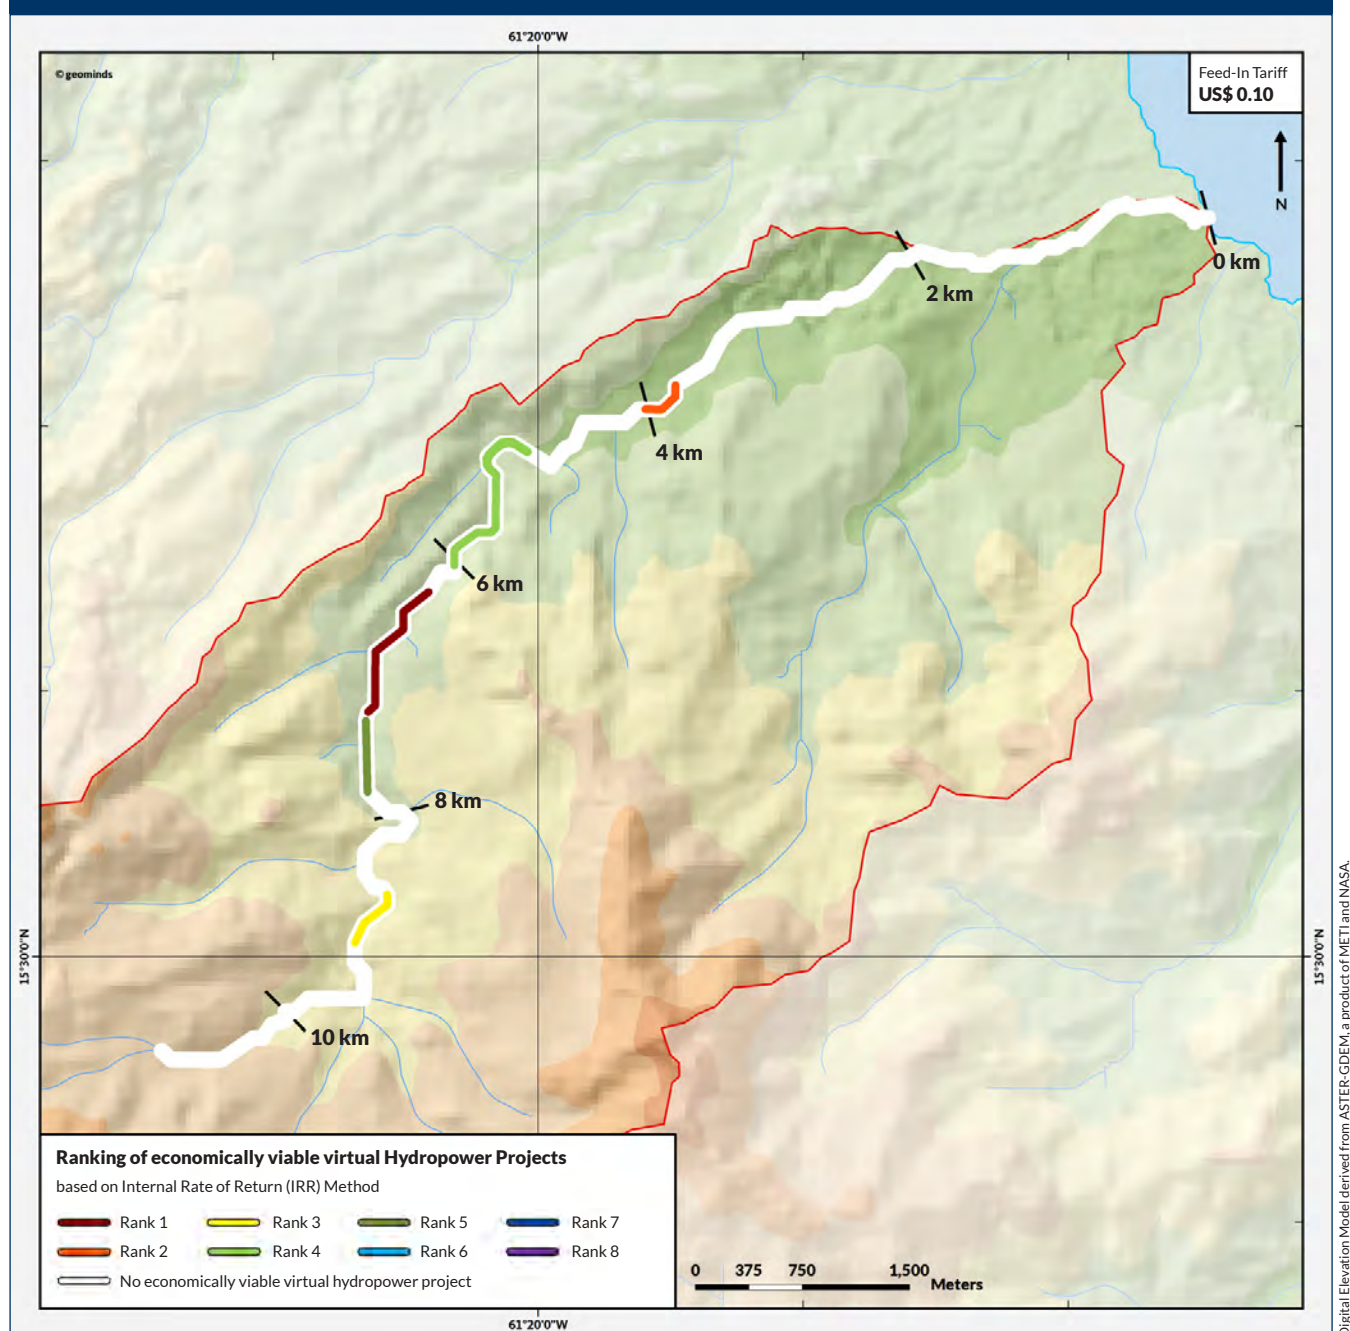 61°20'0"W
©geominds
Feed-In Tariff
US$ 0.10
N
0 km
2 km
4 km
6 km
8 km
10 km
15°30'0"N
15°30'0"N
Digital Elevation Model derived from ASTER-GDEM, a product of METI and NASA.
Ranking of economically viable virtual Hydropower Projects
based on Internal Rate of Return (IRR) Method
Rank 1
Rank 3
Rank 5
Rank 7
Rank 2
Rank 4
Rank 6
Rank 8
No economically viable virtual hydropower project
0 375 750 1,500
Meters
61°20'0"W